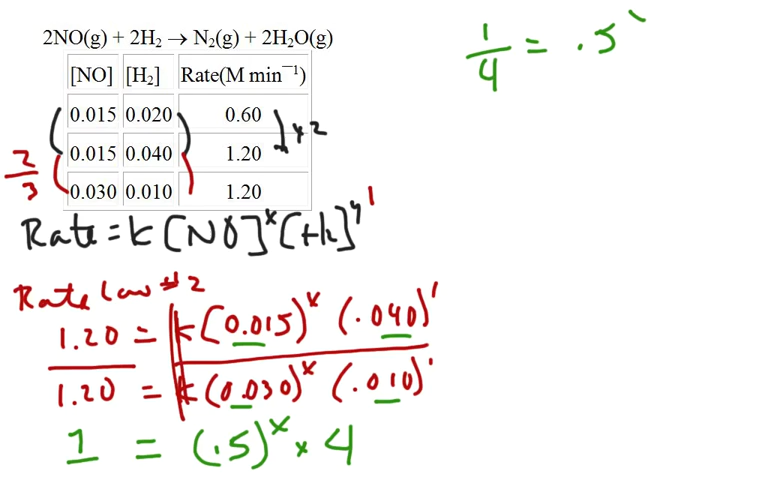 2NO(g) + 2H₂ → N₂(g) + 2H₂O(g)
[NO] [H₂] Rate(M min⁻¹)
0.015 0.020 0.60
0.015 0.040 1.20
0.030 0.010 1.20
x2
2/3
1/4 = .5ˋ
Rate = k [NO]ˣ [H₂]ʸ 1
Rate law #2
1.20 = k(0.015)ˣ (.040)¹
1.20 = k(0.030)ˣ (.010)¹
1 = (.5)ˣ x 4